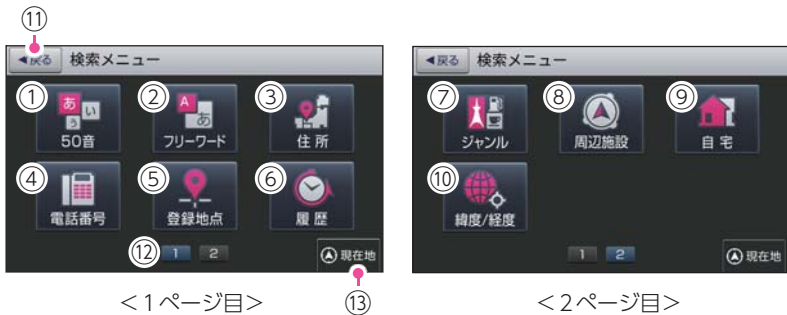 ⑪
◀戻る 検索メニュー
① あ い う 50音
② A あ フリーワード
③ 住所
④ 電話番号
⑤ 登録地点
⑥ 履歴
⑫ 1 2
現在地
<1ページ目>
⑬
◀戻る 検索メニュー
⑦ ジャンル
⑧ 周辺施設
⑨ 自宅
⑩ 緯度/経度
1 2
現在地
<2ページ目>